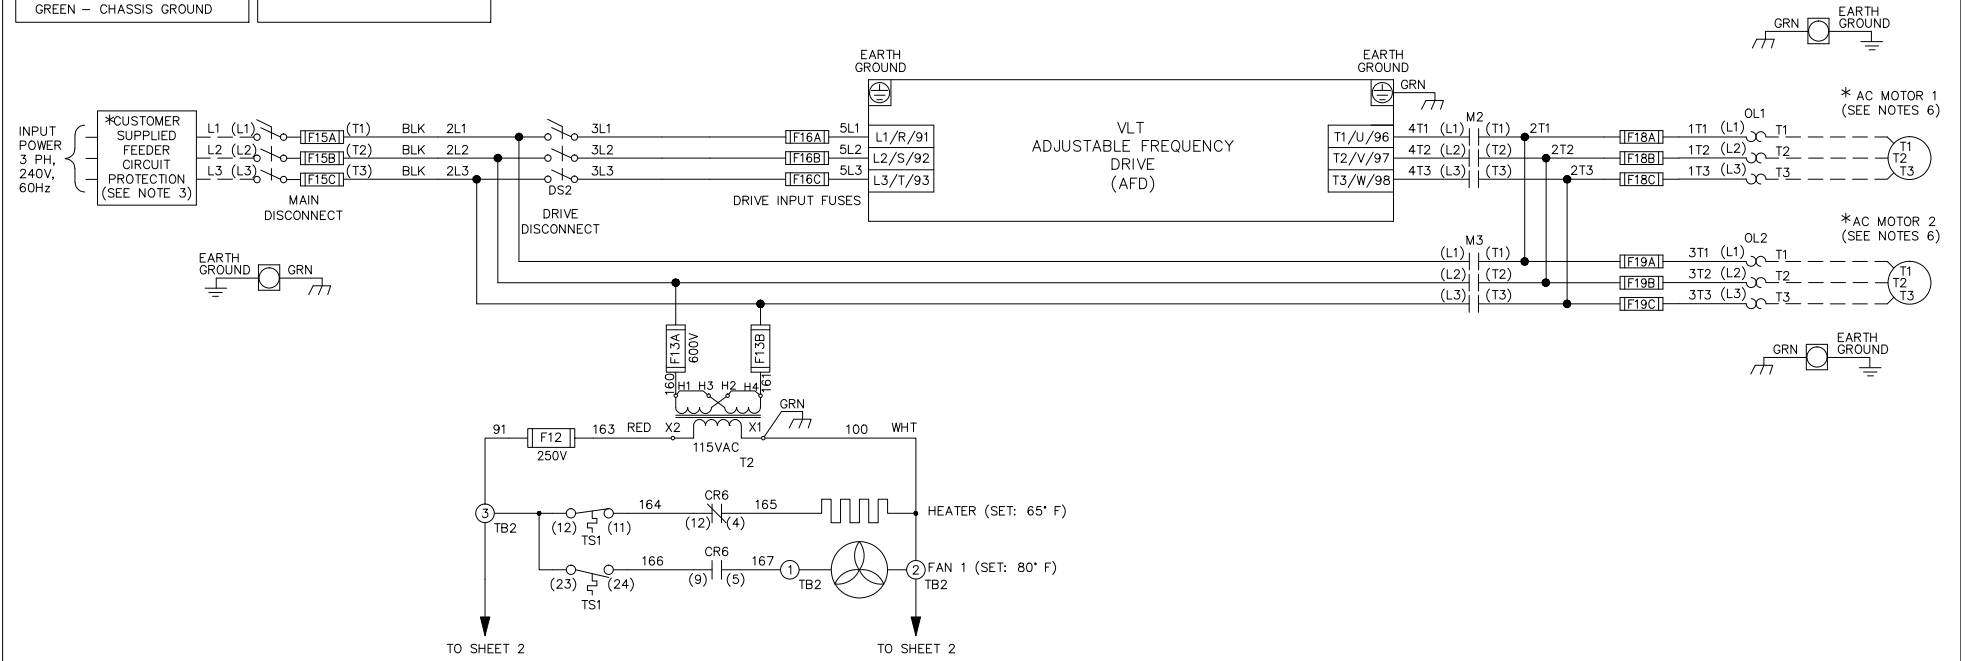 GREEN – CHASSIS GROUND
EARTH
GROUND
GRN
EARTH
GROUND
EARTH
GROUND
GRN
INPUT
POWER
3 PH,
240V,
60Hz
*CUSTOMER
SUPPLIED
FEEDER
CIRCUIT
PROTECTION
(SEE NOTE 3)
L1 (L1) F15A (T1) BLK 2L1 3L1 F16A 5L1 L1/R/91
L2 (L2) F15B (T2) BLK 2L2 3L2 F16B 5L2 L2/S/92
L3 (L3) F15C (T3) BLK 2L3 3L3 F16C 5L3 L3/T/93
MAIN
DISCONNECT
DS2
DRIVE
DISCONNECT
DRIVE INPUT FUSES
VLT
ADJUSTABLE FREQUENCY
DRIVE
(AFD)
M2
T1/U/96 4T1 (L1) (T1) 2T1 F18A 1T1 (L1) T1
T2/V/97 4T2 (L2) (T2) 2T2 F18B 1T2 (L2) T2
T3/W/98 4T3 (L3) (T3) 2T3 F18C 1T3 (L3) T3
OL1
* AC MOTOR 1
(SEE NOTES 6)
T1
T2
T3
M3
(L1) (T1) F19A 3T1 (L1) T1
(L2) (T2) F19B 3T2 (L2) T2
(L3) (T3) F19C 3T3 (L3) T3
OL2
*AC MOTOR 2
(SEE NOTES 6)
T1
T2
T3
EARTH
GROUND
GRN
GRN
EARTH
GROUND
F13A
600V
F13B
160
161
H1 H3 H2 H4
GRN
91 F12 163 RED X2 X1 100 WHT
250V
115VAC
T2
CR6
3 TB2 (12) (11) 164 (12) (4) 165 HEATER (SET: 65° F)
TS1
CR6
(23) (24) 166 (9) (5) 167 1 TB2 2 FAN 1 (SET: 80° F)
TB2
TS1
TO SHEET 2
TO SHEET 2